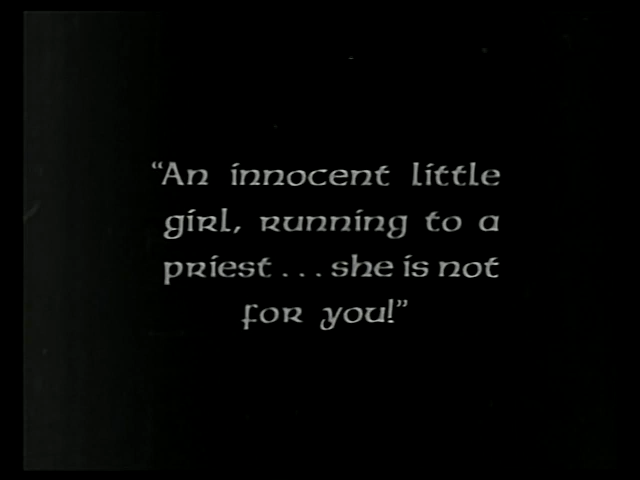 “An innocent little
girl, running to a
priest... she is not
for you!”